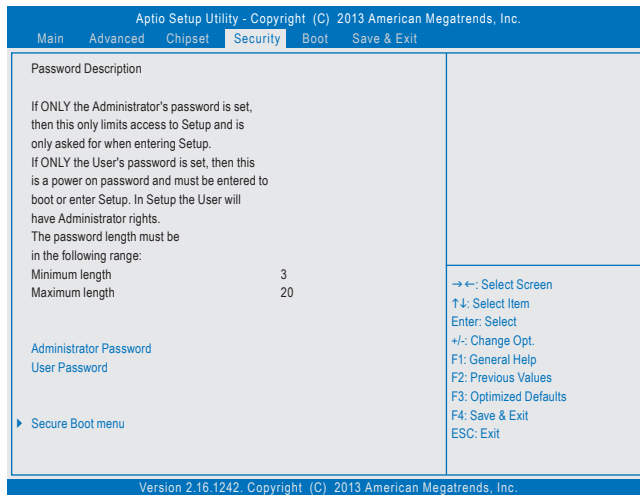 Aptio Setup Utility - Copyright (C) 2013 American Megatrends, Inc.
Main Advanced Chipset Security Boot Save & Exit
Password Description
If ONLY the Administrator's password is set,
then this only limits access to Setup and is
only asked for when entering Setup.
If ONLY the User's password is set, then this
is a power on password and must be entered to
boot or enter Setup. In Setup the User will
have Administrator rights.
The password length must be
in the following range:
Minimum length 3
Maximum length 20
Administrator Password
User Password
Secure Boot menu
→←: Select Screen
↑↓: Select Item
Enter: Select
+/-: Change Opt.
F1: General Help
F2: Previous Values
F3: Optimized Defaults
F4: Save & Exit
ESC: Exit
Version 2.16.1242. Copyright (C) 2013 American Megatrends, Inc.